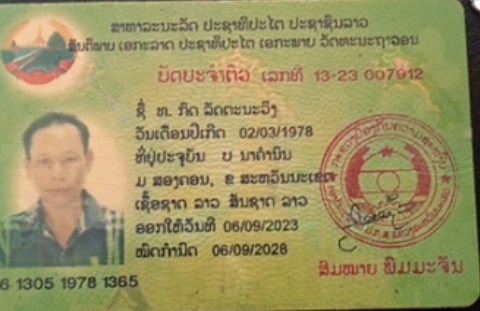 ສາທາລະນະລັດ ປະຊາທິປະໄຕ ປະຊາຊົນລາວ
ສັນຕິພາບ ເອກະລາດ ປະຊາທິປະໄຕ ເອກະພາບ ວັດທະນະຖາວອນ
ບັດປະຈຳຕົວ ເລກທີ 13-23 007912
ຊື່ ທ. ກິດ ລັດຕະນະວົງ
ວັນເດືອນປີເກີດ 02/03/1978
ທີ່ຢູ່ປະຈຸບັນ ບ ນາຄຳນົນ
ມ ສອງຄອນ, ຂ ສະຫວັນນະເຂດ
ເຊື້ອຊາດ ລາວ ສັນຊາດ ລາວ
ອອກໃຫ້ວັນທີ 06/09/2023
ໝົດກຳນົດ 06/09/2028
6 1305 1978 1365
ສົມໝາຍ ພົມມະຈັນ